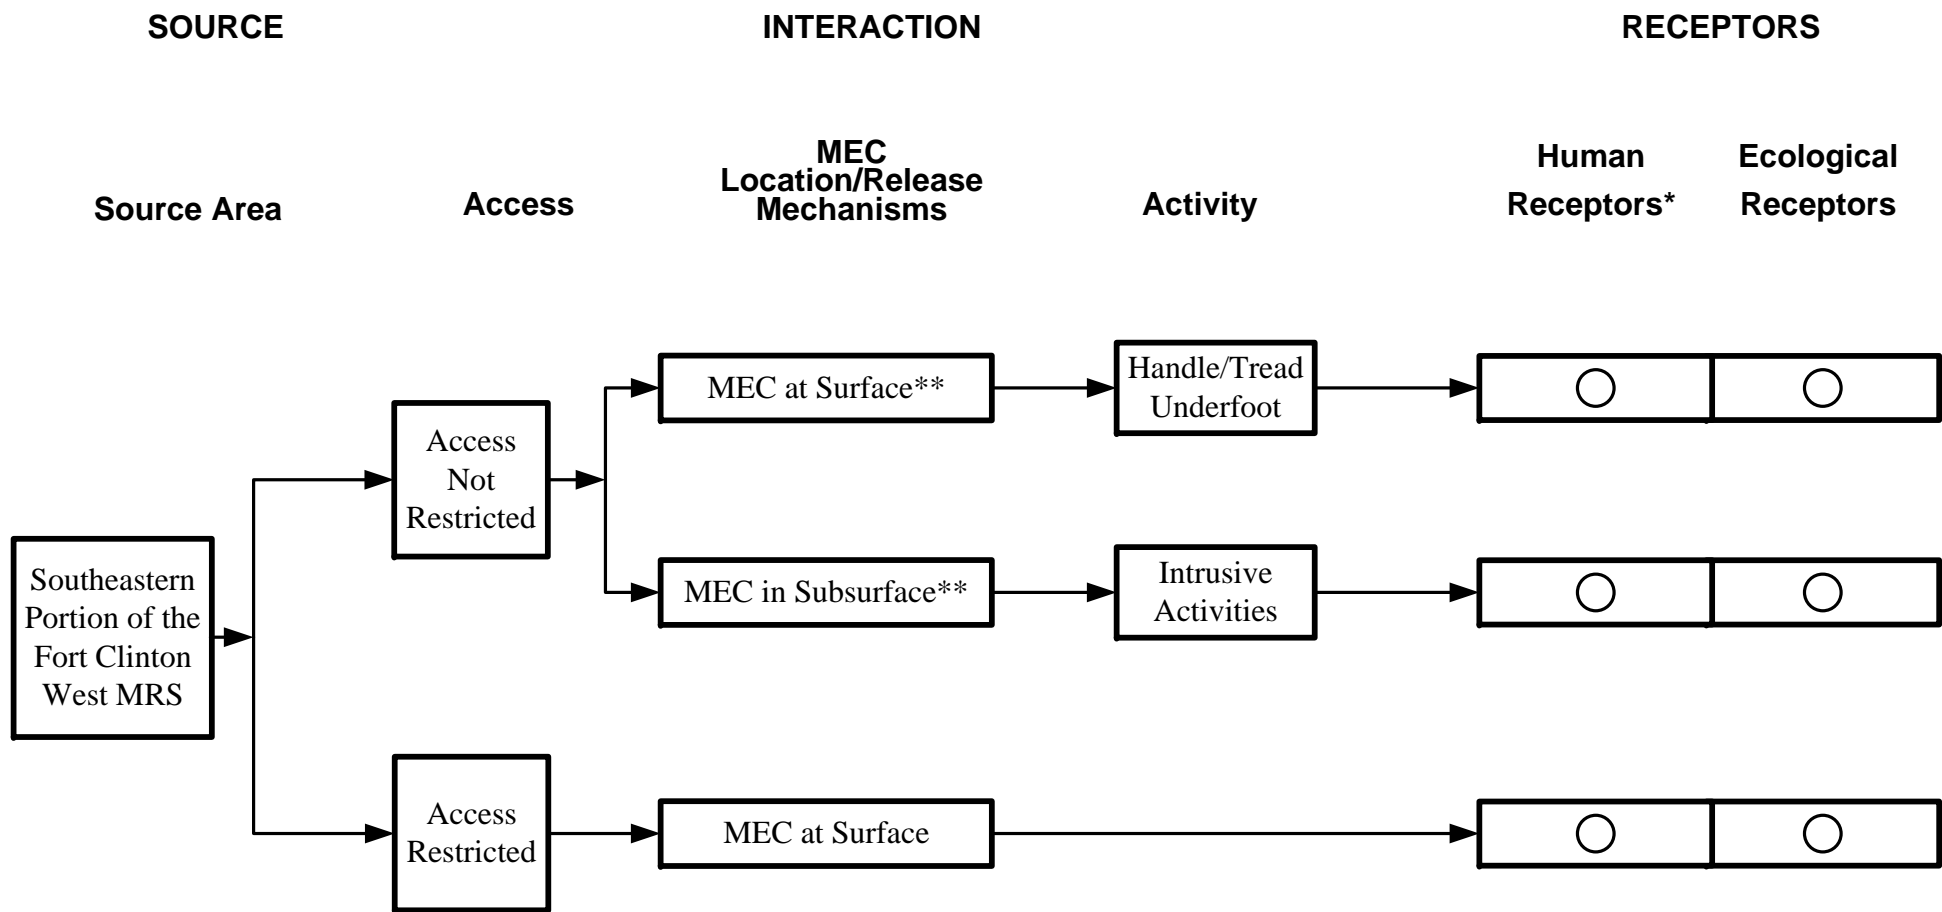 SOURCE
INTERACTION
RECEPTORS
Source Area
Access
MEC
Location/Release
Mechanisms
Activity
Human
Receptors*
Ecological
Receptors
Southeastern
Portion of the
Fort Clinton
West MRS
Access
Not
Restricted
MEC at Surface**
Handle/Tread
Underfoot
MEC in Subsurface**
Intrusive
Activities
Access
Restricted
MEC at Surface